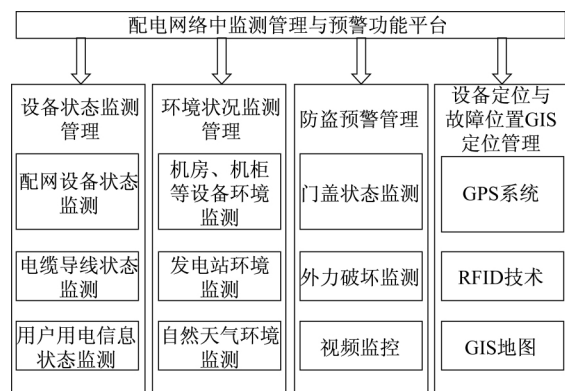 配电网络中监测管理与预警功能平台
设备状态监测
管理
配网设备状态
监测
电缆导线状态
监测
用户用电信息
状态监测
环境状况监测
管理
机房、机柜
等设备环境
监测
发电站环境
监测
自然天气环境
监测
防盗预警管理
门盖状态监测
外力破坏监测
视频监控
设备定位与
故障位置GIS
定位管理
GPS系统
RFID技术
GIS地图